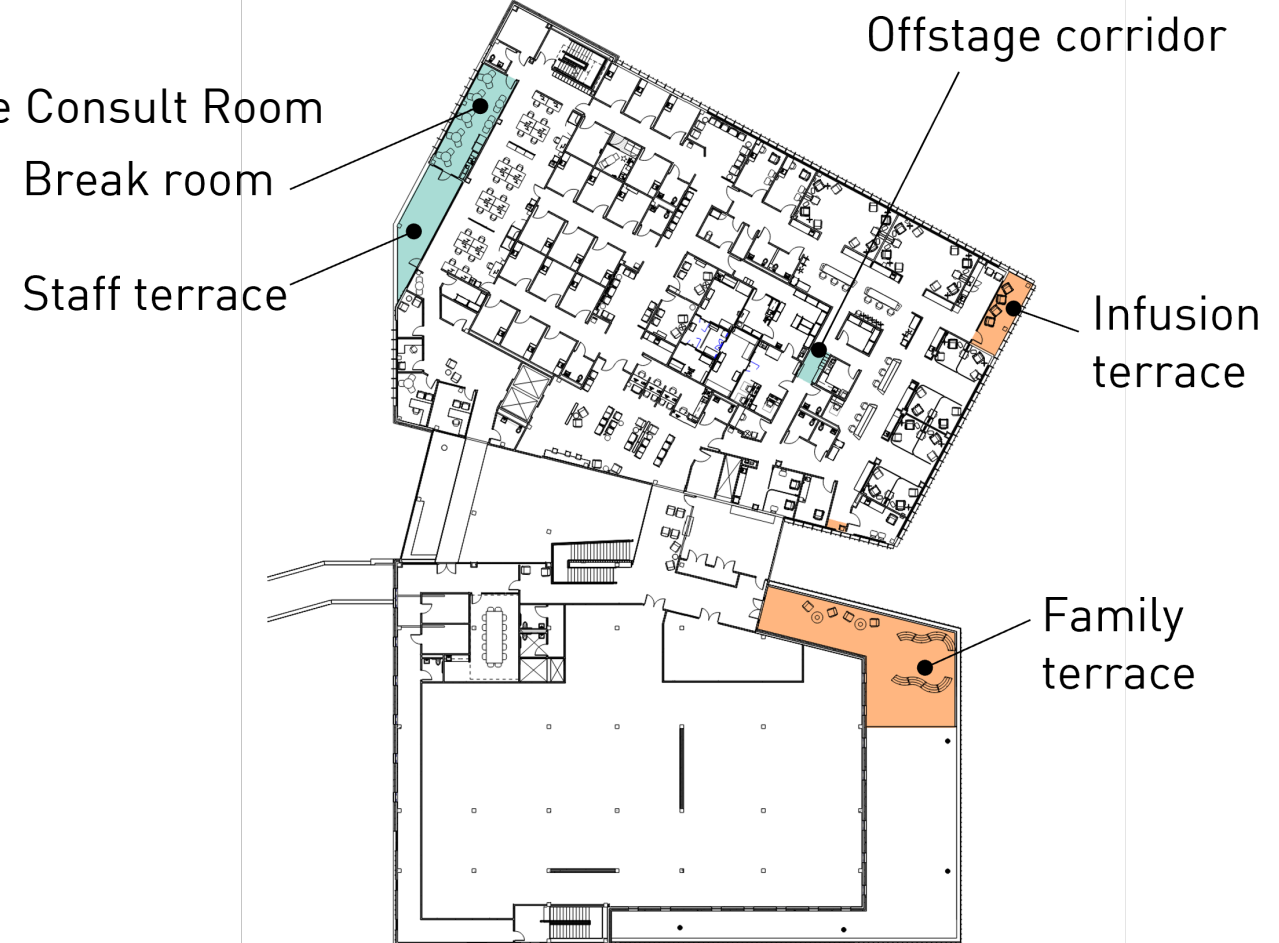 Offstage corridor
e Consult Room
Break room
Staff terrace
Infusion
terrace
Family
terrace